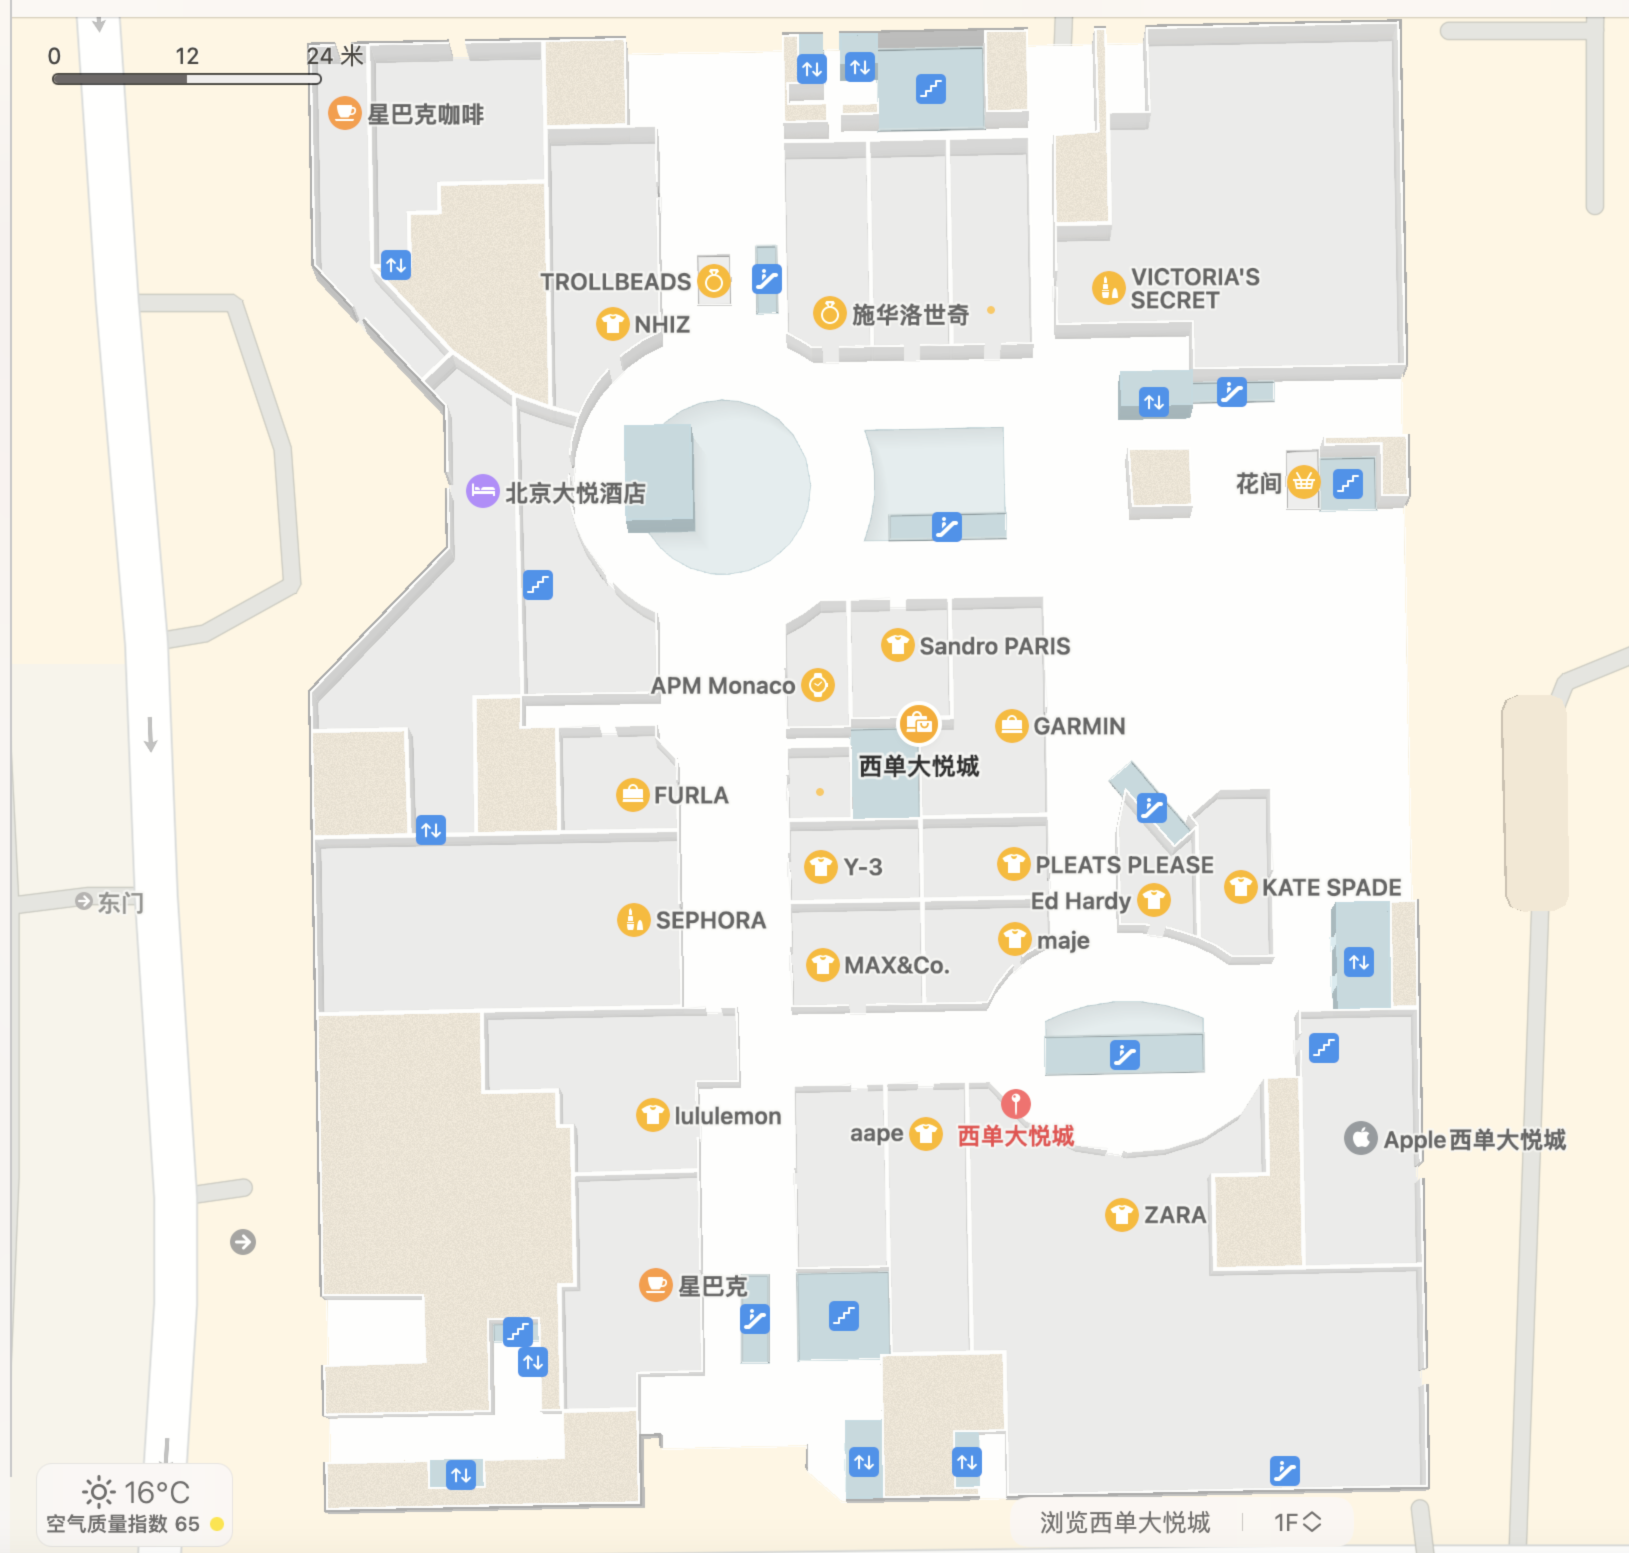 0 12 24 米
星巴克咖啡
TROLLBEADS
NHIZ
施华洛世奇
VICTORIA'S
SECRET
北京大悦酒店
花间
Sandro PARIS
APM Monaco
GARMIN
西单大悦城
FURLA
Y-3
PLEATS PLEASE
Ed Hardy
KATE SPADE
东门
SEPHORA
maje
MAX&Co.
lululemon
aape
西单大悦城
Apple西单大悦城
ZARA
星巴克
16°C
空气质量指数 65
浏览西单大悦城
1F